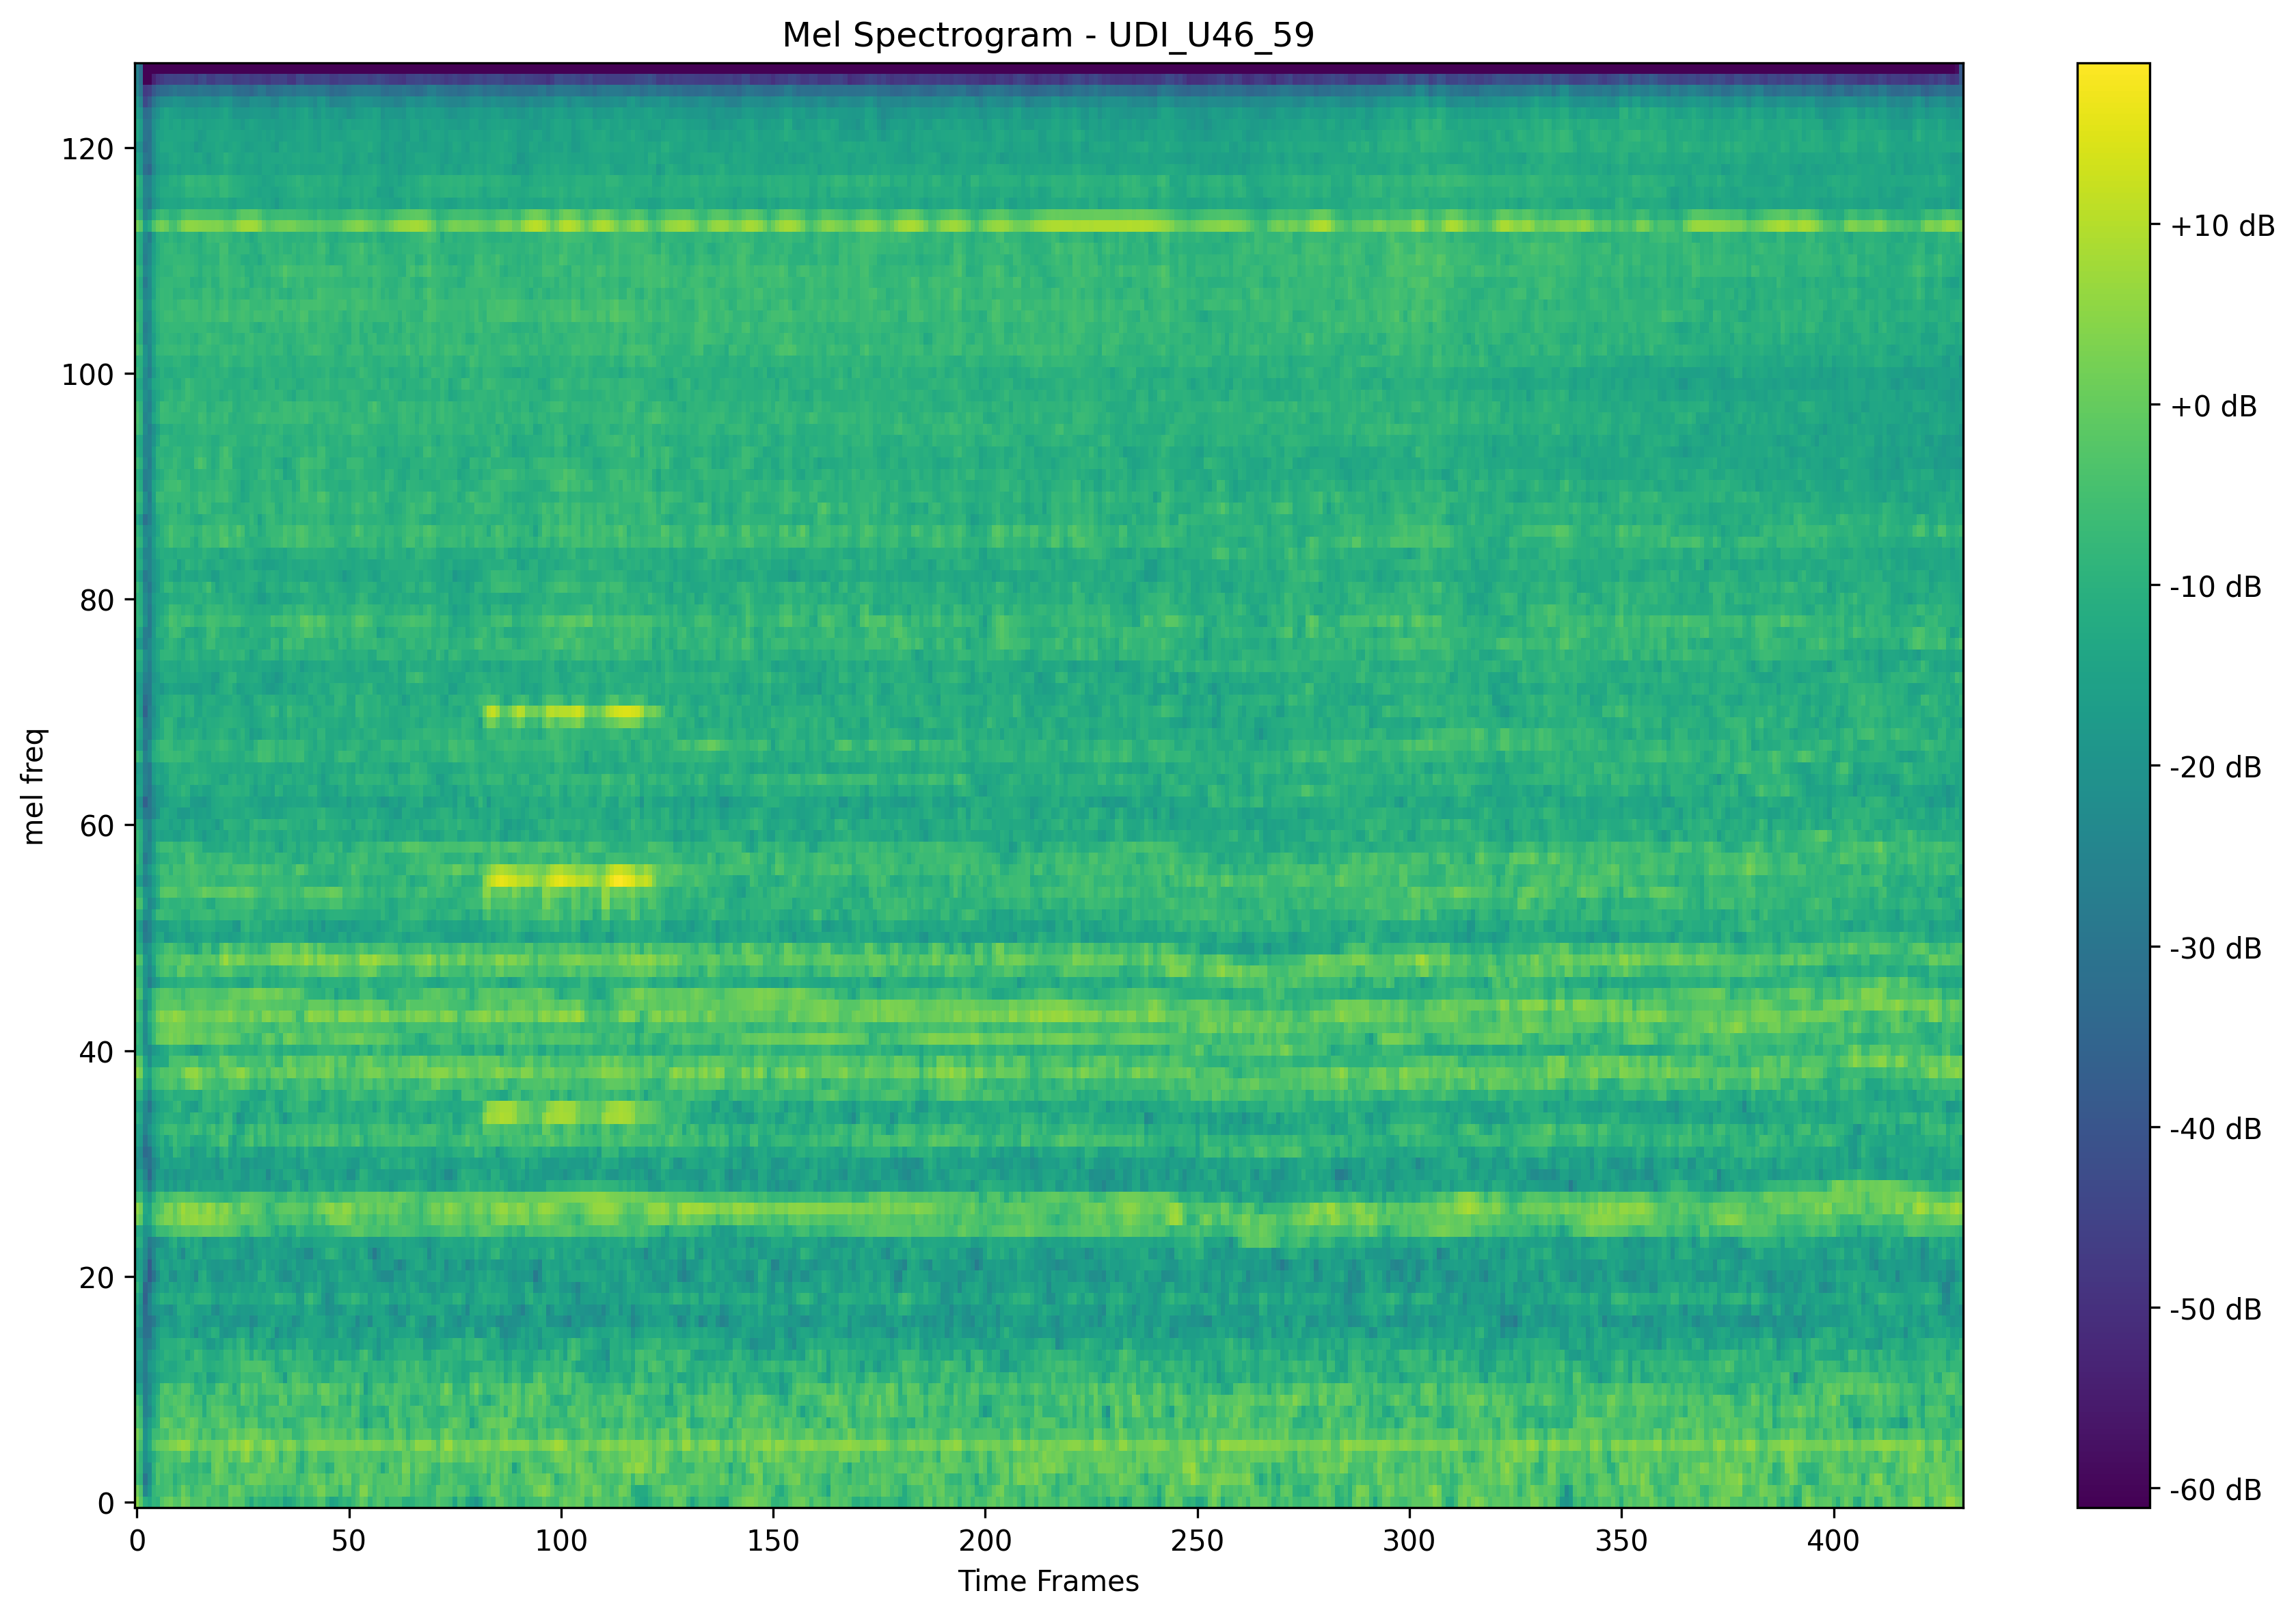 Mel Spectrogram - UDI_U46_59
mel freq
120
100
80
60
40
20
0
0 50 100 150 200 250 300 350 400
Time Frames
+10 dB
+0 dB
-10 dB
-20 dB
-30 dB
-40 dB
-50 dB
-60 dB